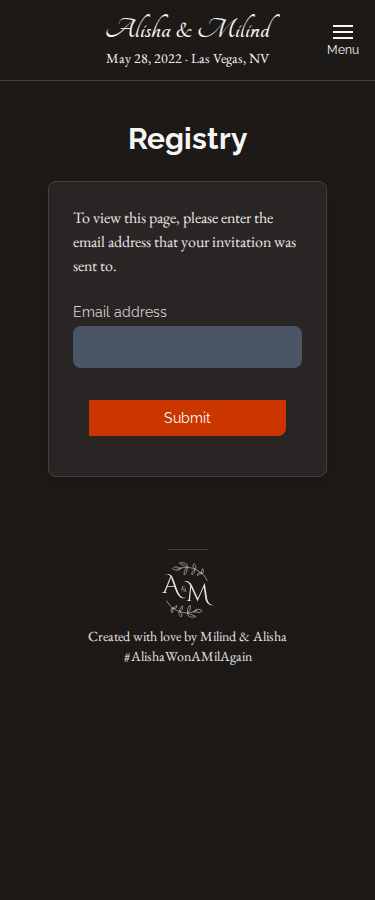 Alisha & Milind
May 28, 2022 · Las Vegas, NV
Menu
Registry
To view this page, please enter the
email address that your invitation was
sent to.
Email address
Submit
A & M
Created with love by Milind & Alisha
#AlishaWonAMilAgain